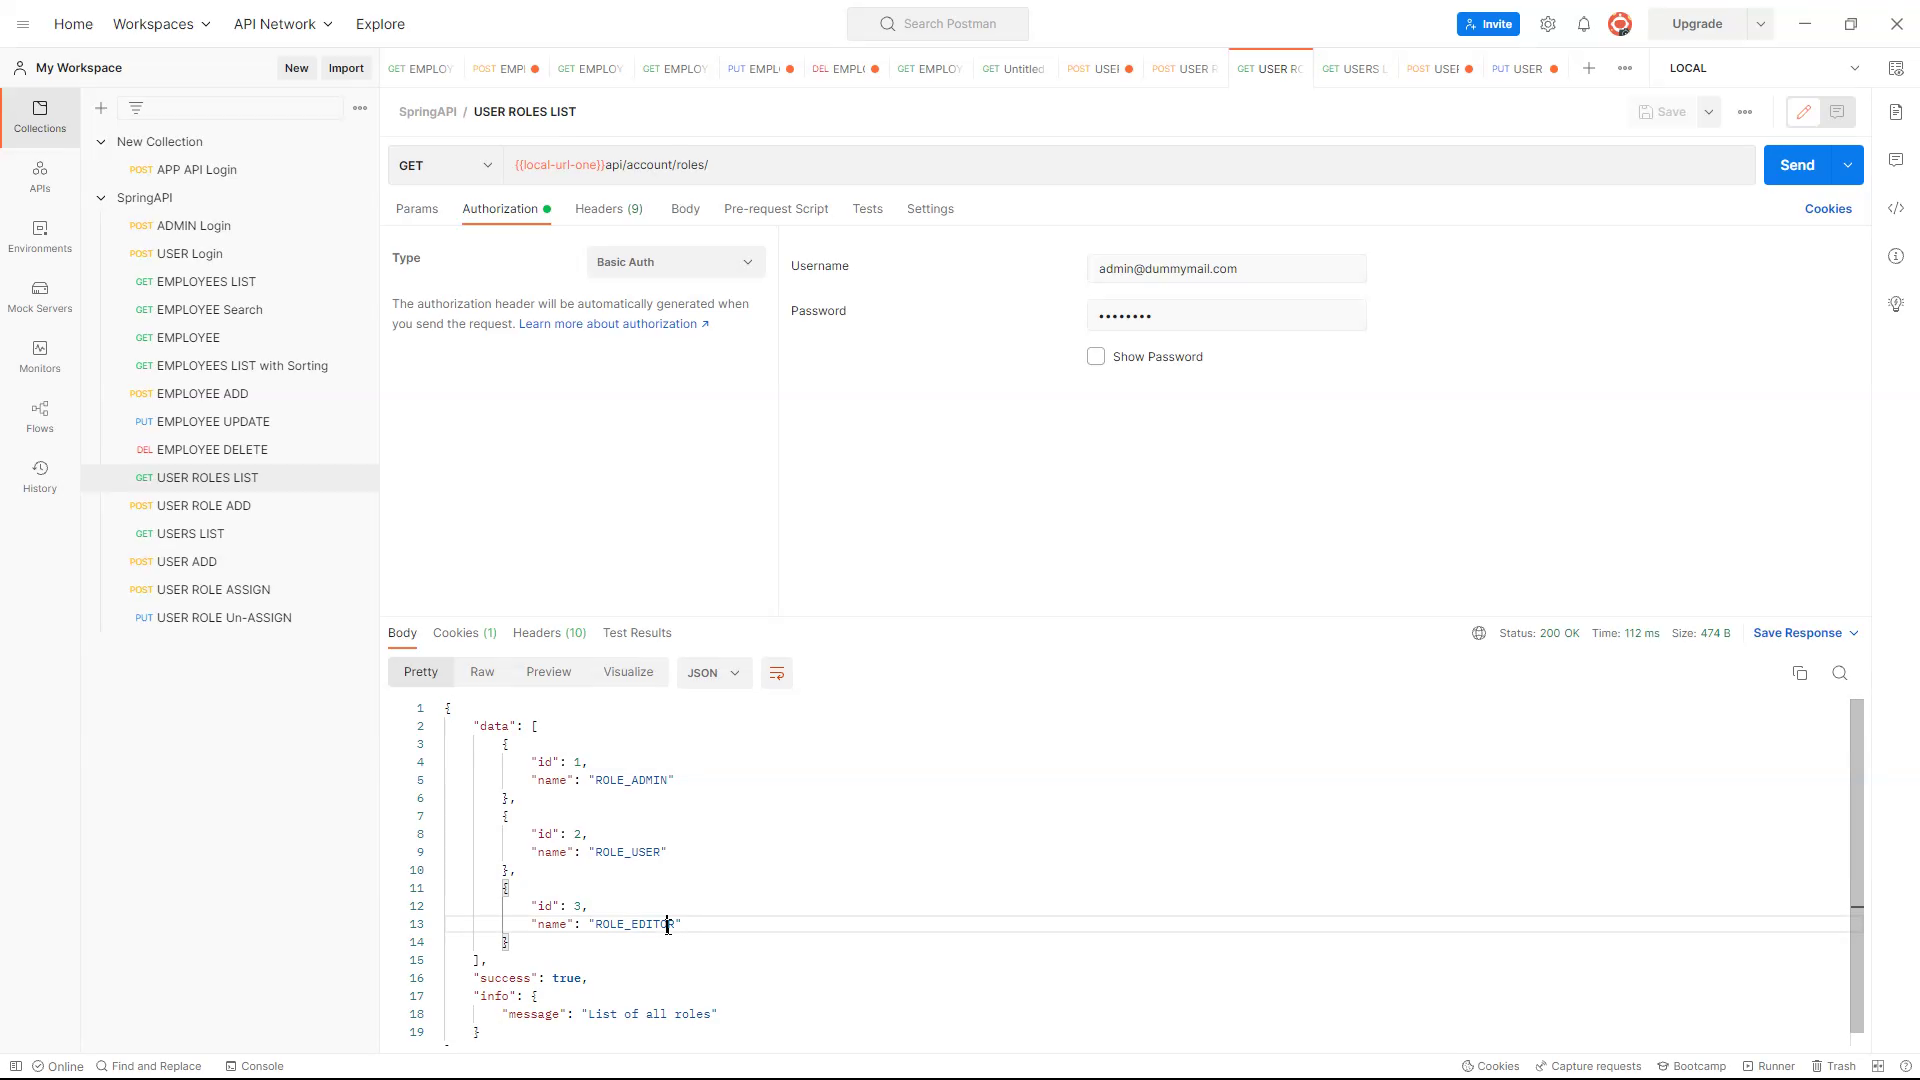 Home Workspaces API Network Explore Search Postman Invite Upgrade
My Workspace New Import
GET EMPLOY POST EMPL GET EMPLOY GET EMPLOY PUT EMPL DEL EMPL GET EMPLOY GET Untitled POST USER POST USER R GET USER RO GET USERS L POST USER PUT USER LOCAL
Collections
APIs
Environments
Mock Servers
Monitors
Flows
History
New Collection
POST APP API Login
SpringAPI
POST ADMIN Login
POST USER Login
GET EMPLOYEES LIST
GET EMPLOYEE Search
GET EMPLOYEE
GET EMPLOYEES LIST with Sorting
POST EMPLOYEE ADD
PUT EMPLOYEE UPDATE
DEL EMPLOYEE DELETE
GET USER ROLES LIST
POST USER ROLE ADD
GET USERS LIST
POST USER ADD
POST USER ROLE ASSIGN
PUT USER ROLE Un-ASSIGN
SpringAPI / USER ROLES LIST Save
GET {{local-url-one}}api/account/roles/ Send
Params Authorization Headers (9) Body Pre-request Script Tests Settings Cookies
Type Basic Auth
The authorization header will be automatically generated when
you send the request. Learn more about authorization ↗
Username admin@dummymail.com
Password ••••••••
Show Password
Body Cookies (1) Headers (10) Test Results Status: 200 OK Time: 112 ms Size: 474 B Save Response
Pretty Raw Preview Visualize JSON
1 {
2 "data": [
3 {
4 "id": 1,
5 "name": "ROLE_ADMIN"
6 },
7 {
8 "id": 2,
9 "name": "ROLE_USER"
10 },
11 {
12 "id": 3,
13 "name": "ROLE_EDITOR"
14 }
15 ],
16 "success": true,
17 "info": {
18 "message": "List of all roles"
19 }
Online Find and Replace Console Cookies Capture requests Bootcamp Runner Trash